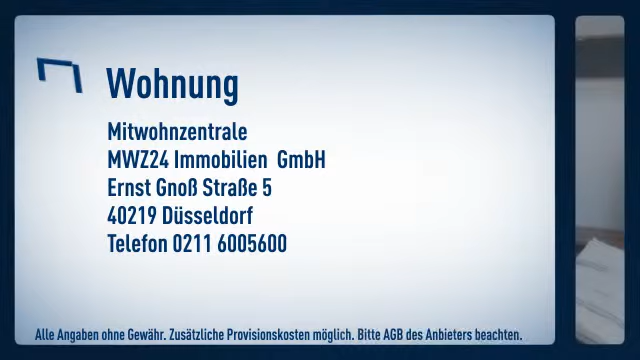 Wohnung
Mitwohnzentrale
MWZ24 Immobilien GmbH
Ernst Gnoß Straße 5
40219 Düsseldorf
Telefon 0211 6005600
Alle Angaben ohne Gewähr. Zusätzliche Provisionskosten möglich. Bitte AGB des Anbieters beachten.